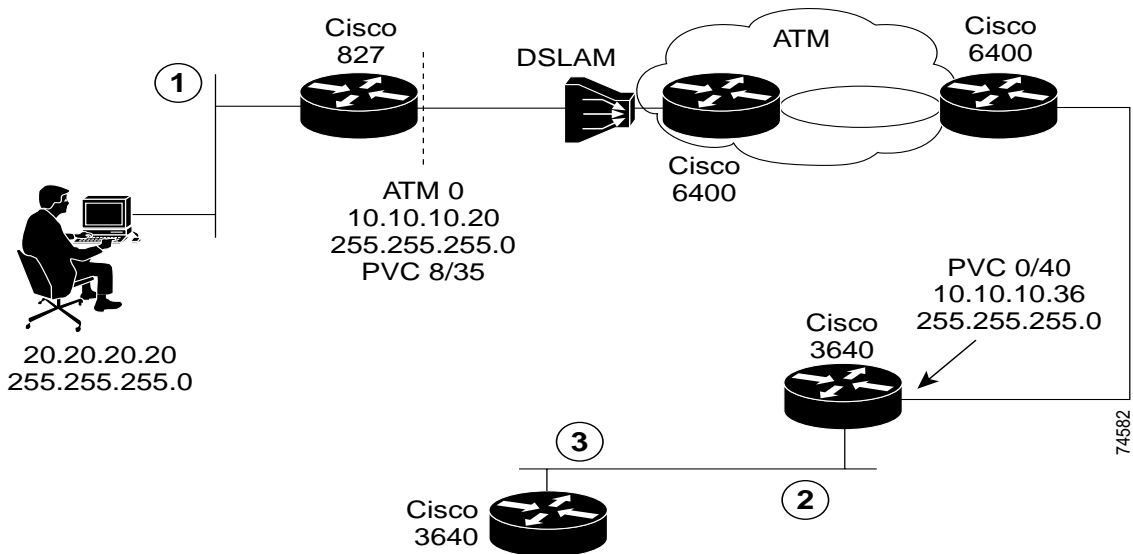 Cisco
827
1
DSLAM
ATM
Cisco
6400
Cisco
6400
ATM 0
10.10.10.20
255.255.255.0
PVC 8/35
20.20.20.20
255.255.255.0
PVC 0/40
10.10.10.36
255.255.255.0
Cisco
3640
3
2
Cisco
3640
74582